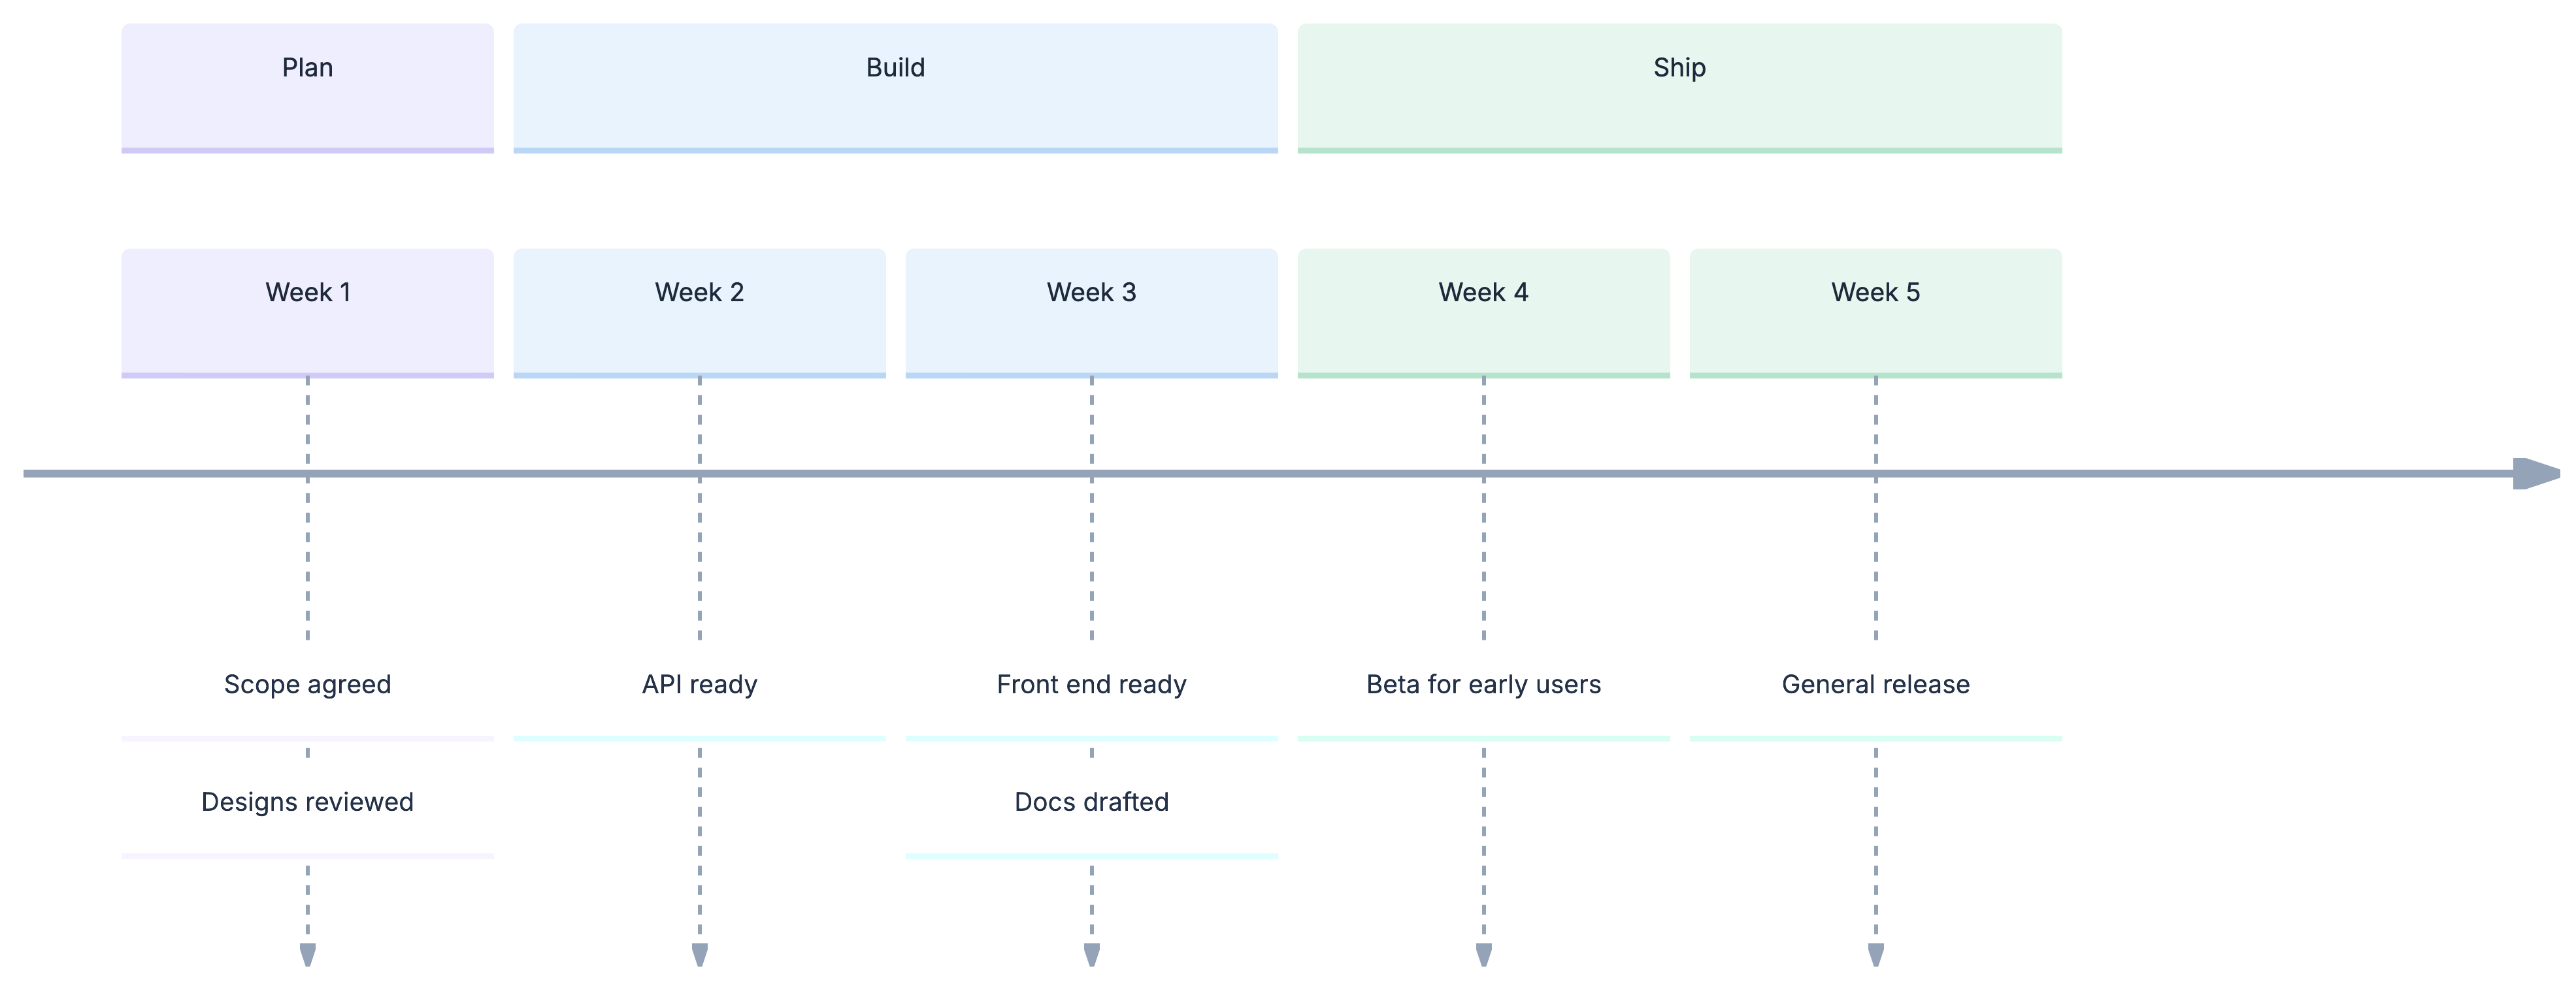 Plan
Build
Ship
Week 1
Week 2
Week 3
Week 4
Week 5
Scope agreed
API ready
Front end ready
Beta for early users
General release
Designs reviewed
Docs drafted